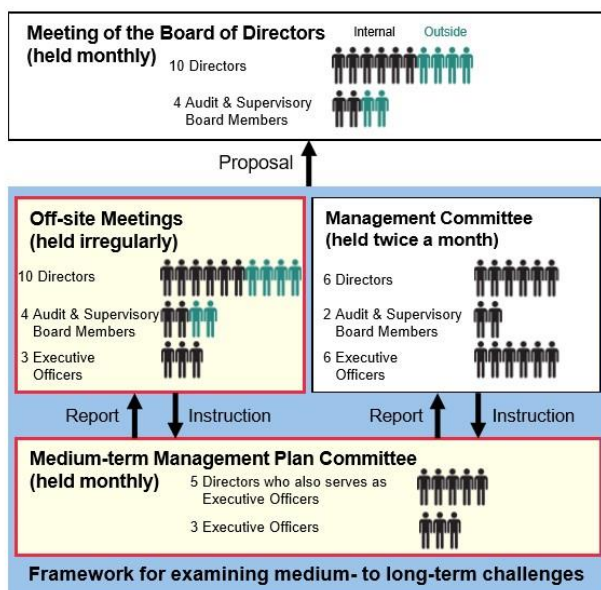 Meeting of the Board of Directors
(held monthly)
Internal Outside
10 Directors
4 Audit & Supervisory
Board Members
Proposal
Off-site Meetings
(held irregularly)
10 Directors
4 Audit & Supervisory
Board Members
3 Executive
Officers
Management Committee
(held twice a month)
6 Directors
2 Audit & Supervisory
Board Members
6 Executive
Officers
Report Instruction
Report Instruction
Medium-term Management Plan Committee
(held monthly)
5 Directors who also serves as
Executive Officers
3 Executive Officers
Framework for examining medium- to long-term challenges